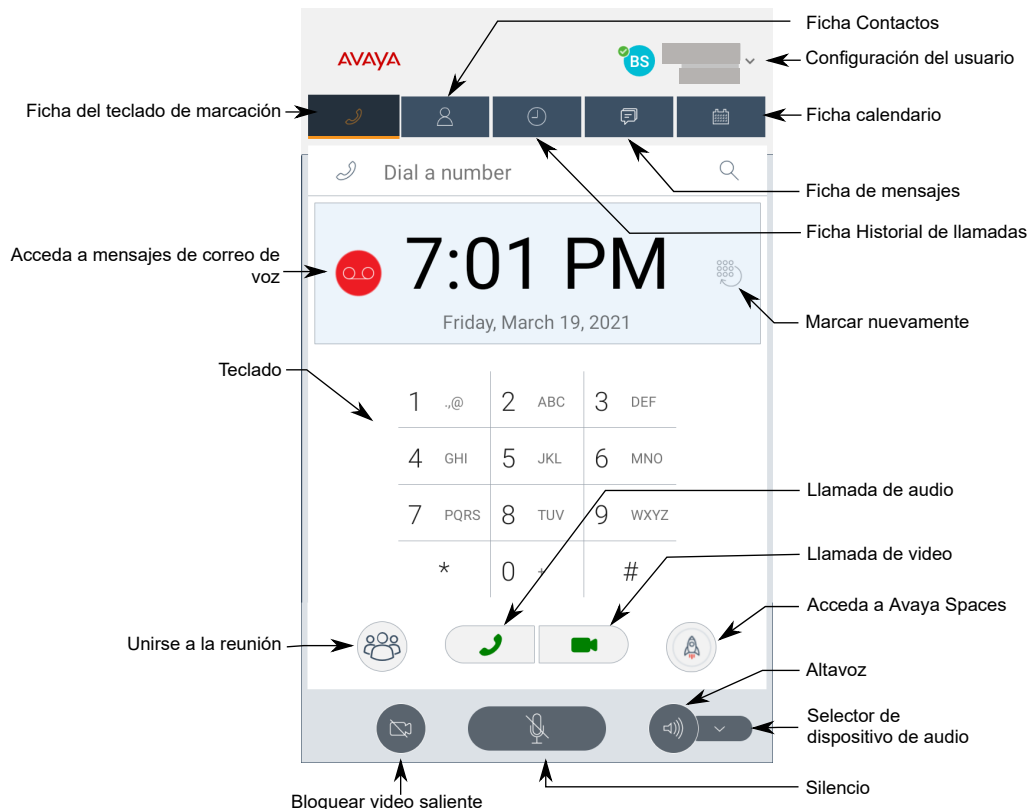 Ficha Contactos
AVAYA
BS
Configuración del usuario
Ficha del teclado de marcación
Ficha calendario
Dial a number
Ficha de mensajes
Ficha Historial de llamadas
Acceda a mensajes de correo de
voz
7:01 PM
Friday, March 19, 2021
Marcar nuevamente
Teclado
1 .,@ 2 ABC 3 DEF
4 GHI 5 JKL 6 MNO
7 PQRS 8 TUV 9 WXYZ
* 0 + #
Llamada de audio
Llamada de video
Acceda a Avaya Spaces
Unirse a la reunión
Altavoz
Selector de
dispositivo de audio
Silencio
Bloquear video saliente